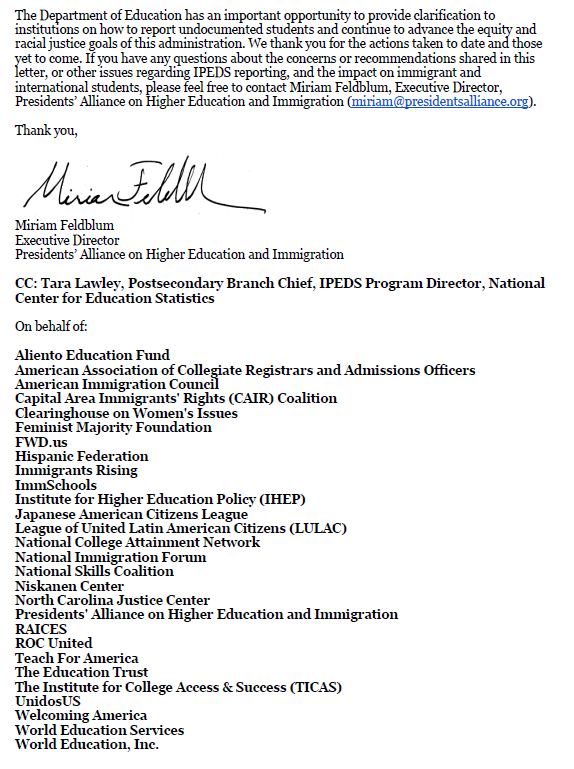 The Department of Education has an important opportunity to provide clarification to
institutions on how to report undocumented students and continue to advance the equity and
racial justice goals of this administration. We thank you for the actions taken to date and those
yet to come. If you have any questions about the concerns or recommendations shared in this
letter, or other issues regarding IPEDS reporting, and the impact on immigrant and
international students, please feel free to contact Miriam Feldblum, Executive Director,
Presidents’ Alliance on Higher Education and Immigration (miriam@presidentsalliance.org).
Thank you,
Miriam Feldblum
Executive Director
Presidents’ Alliance on Higher Education and Immigration
CC: Tara Lawley, Postsecondary Branch Chief, IPEDS Program Director, National
Center for Education Statistics
On behalf of:
Aliento Education Fund
American Association of Collegiate Registrars and Admissions Officers
American Immigration Council
Capital Area Immigrants' Rights (CAIR) Coalition
Clearinghouse on Women's Issues
Feminist Majority Foundation
FWD.us
Hispanic Federation
Immigrants Rising
ImmSchools
Institute for Higher Education Policy (IHEP)
Japanese American Citizens League
League of United Latin American Citizens (LULAC)
National College Attainment Network
National Immigration Forum
National Skills Coalition
Niskanen Center
North Carolina Justice Center
Presidents' Alliance on Higher Education and Immigration
RAICES
ROC United
Teach For America
The Education Trust
The Institute for College Access & Success (TICAS)
UnidosUS
Welcoming America
World Education Services
World Education, Inc.